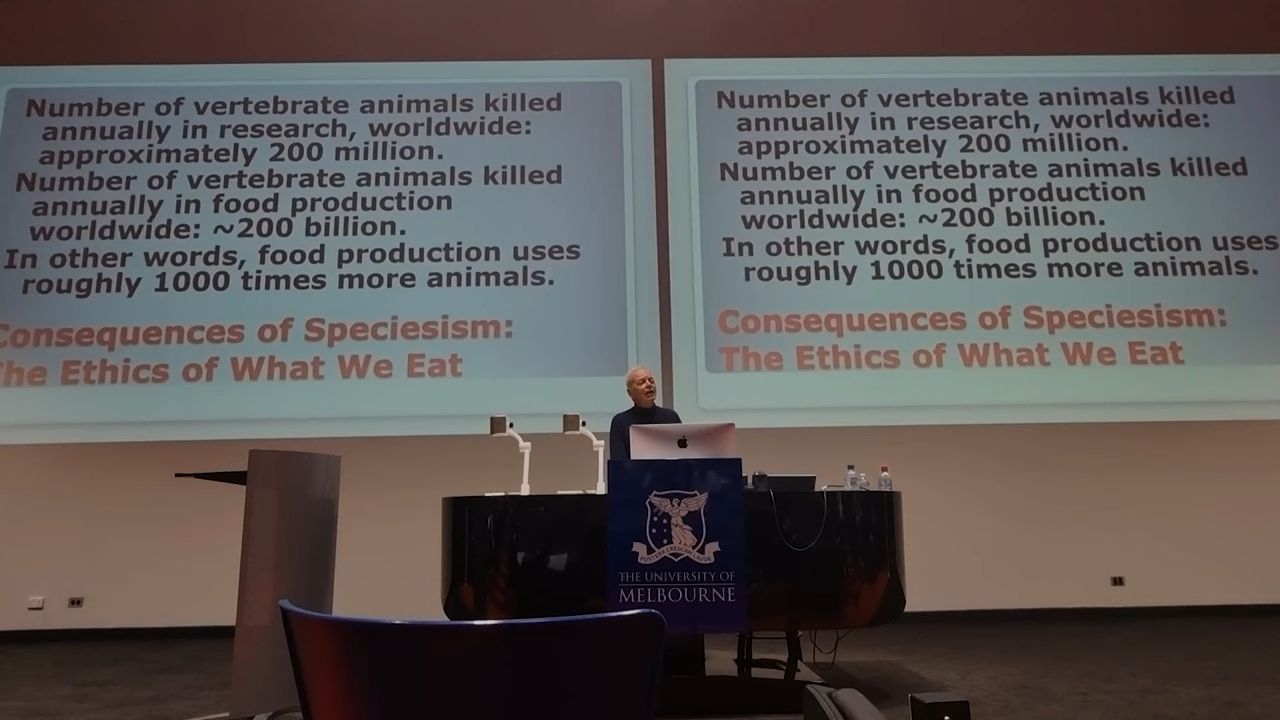 Number of vertebrate animals killed
annually in research, worldwide:
approximately 200 million.
Number of vertebrate animals killed
annually in food production
worldwide: ~200 billion.
In other words, food production uses
roughly 1000 times more animals.
Consequences of Speciesism:
The Ethics of What We Eat
Number of vertebrate animals killed
annually in research, worldwide:
approximately 200 million.
Number of vertebrate animals killed
annually in food production
worldwide: ~200 billion.
In other words, food production uses
roughly 1000 times more animals.
Consequences of Speciesism:
The Ethics of What We Eat
POSTERA CRESCAM LAUDE
THE UNIVERSITY OF
MELBOURNE